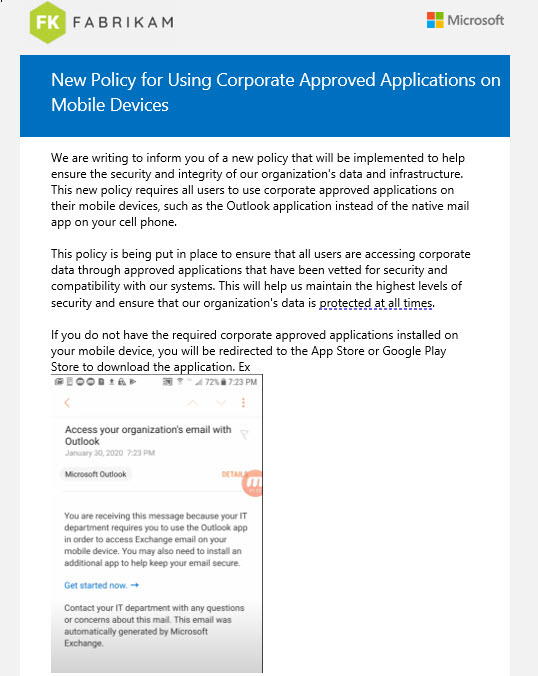 FK FABRIKAM
Microsoft
New Policy for Using Corporate Approved Applications on
Mobile Devices
We are writing to inform you of a new policy that will be implemented to help
ensure the security and integrity of our organization's data and infrastructure.
This new policy requires all users to use corporate approved applications on
their mobile devices, such as the Outlook application instead of the native mail
app on your cell phone.
This policy is being put in place to ensure that all users are accessing corporate
data through approved applications that have been vetted for security and
compatibility with our systems. This will help us maintain the highest levels of
security and ensure that our organization's data is protected at all times.
If you do not have the required corporate approved applications installed on
your mobile device, you will be redirected to the App Store or Google Play
Store to download the application. Ex
72% 7:23 PM
Access your organization's email with
Outlook
January 30, 2020 7:23 PM
Microsoft Outlook
DETAILS
You are receiving this message because your IT
department requires you to use the Outlook app
in order to access Exchange email on your
mobile device. You may also need to install an
additional app to help keep your email secure.
Get started now. →
Contact your IT department with any questions
or concerns about this mail. This email was
automatically generated by Microsoft
Exchange.